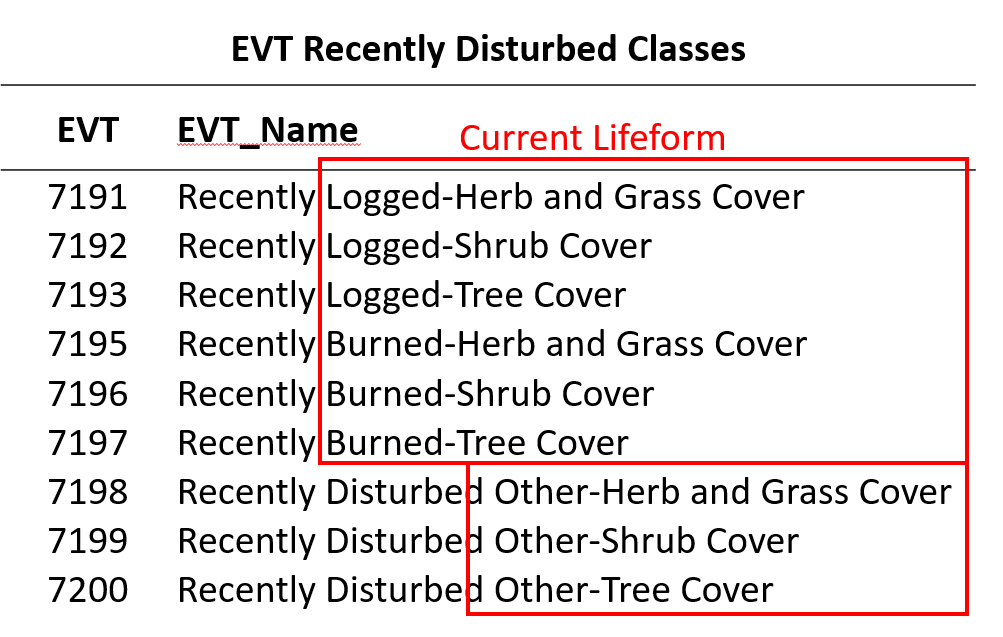 EVT Recently Disturbed Classes
EVT EVT_Name Current Lifeform
7191 Recently Logged-Herb and Grass Cover
7192 Recently Logged-Shrub Cover
7193 Recently Logged-Tree Cover
7195 Recently Burned-Herb and Grass Cover
7196 Recently Burned-Shrub Cover
7197 Recently Burned-Tree Cover
7198 Recently Disturbed Other-Herb and Grass Cover
7199 Recently Disturbed Other-Shrub Cover
7200 Recently Disturbed Other-Tree Cover